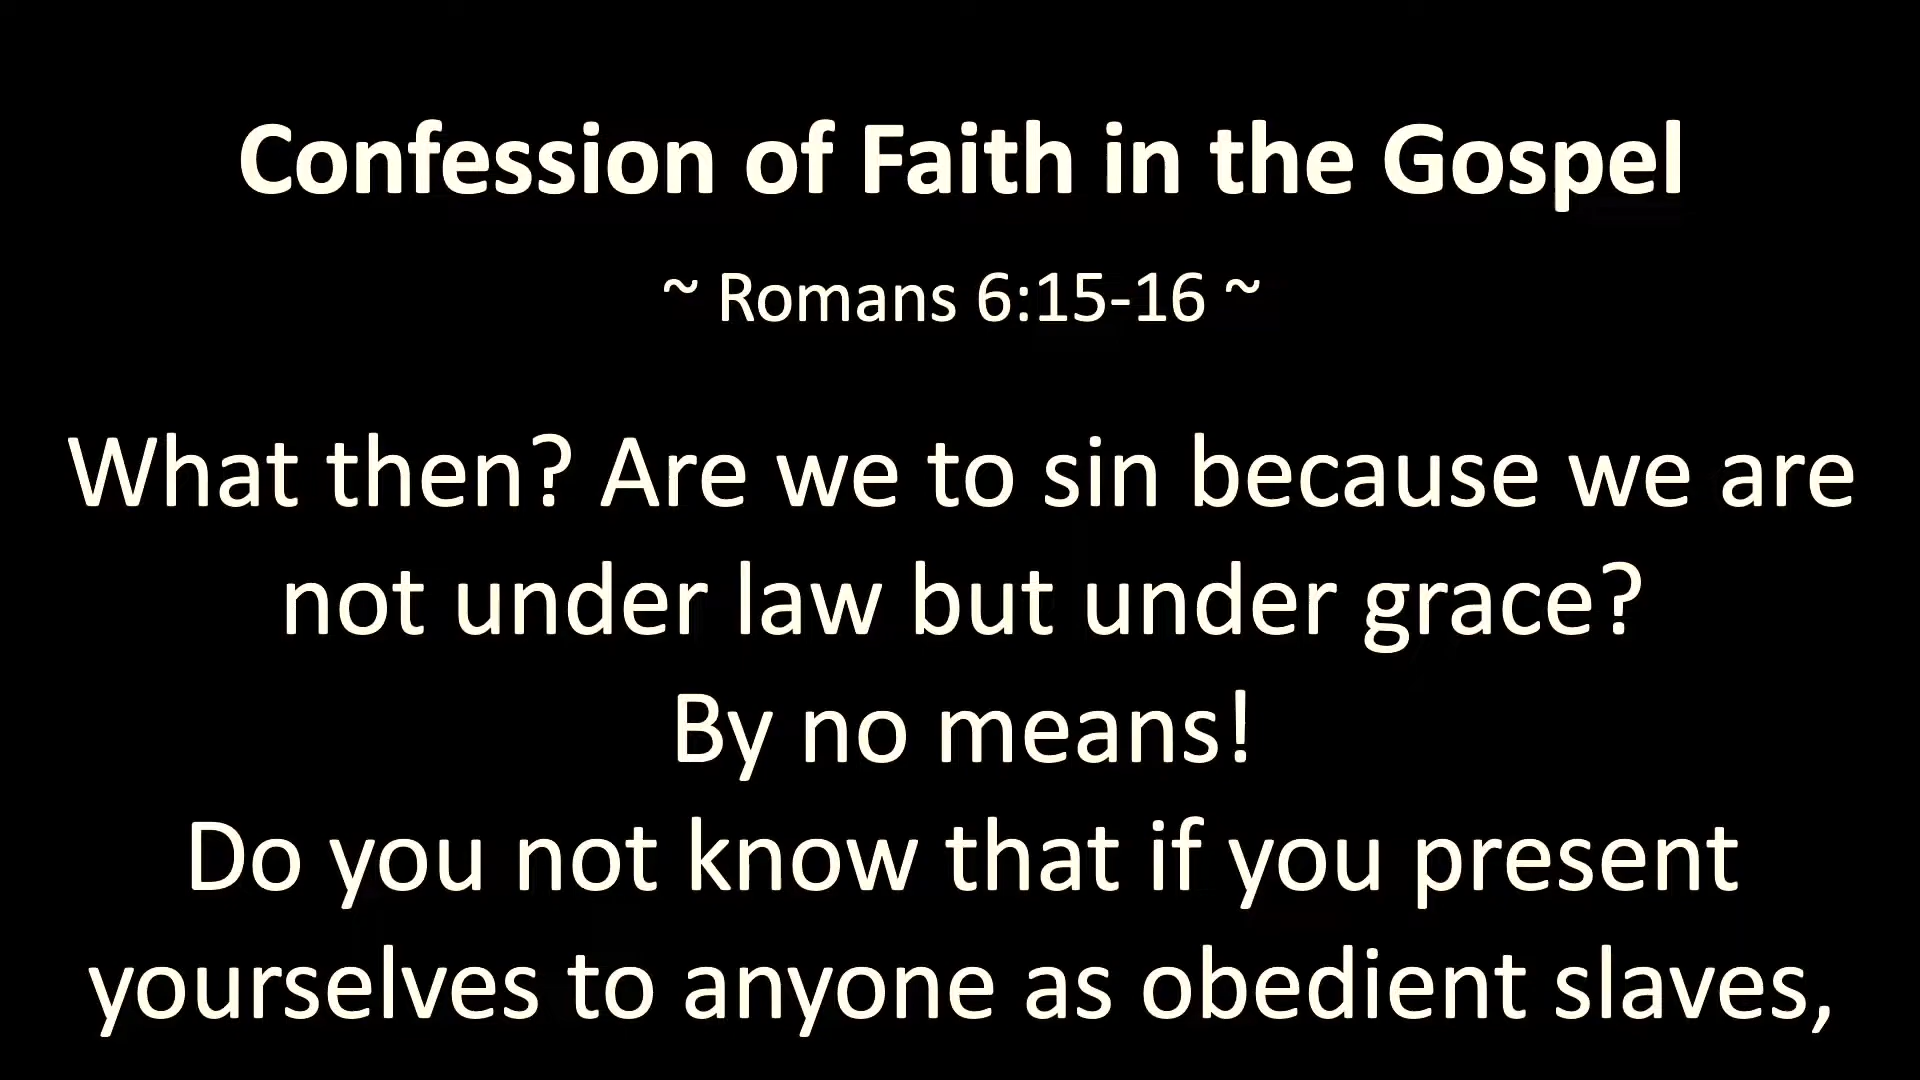 Confession of Faith in the Gospel
~ Romans 6:15-16 ~
What then? Are we to sin because we are
not under law but under grace?
By no means!
Do you not know that if you present
yourselves to anyone as obedient slaves,